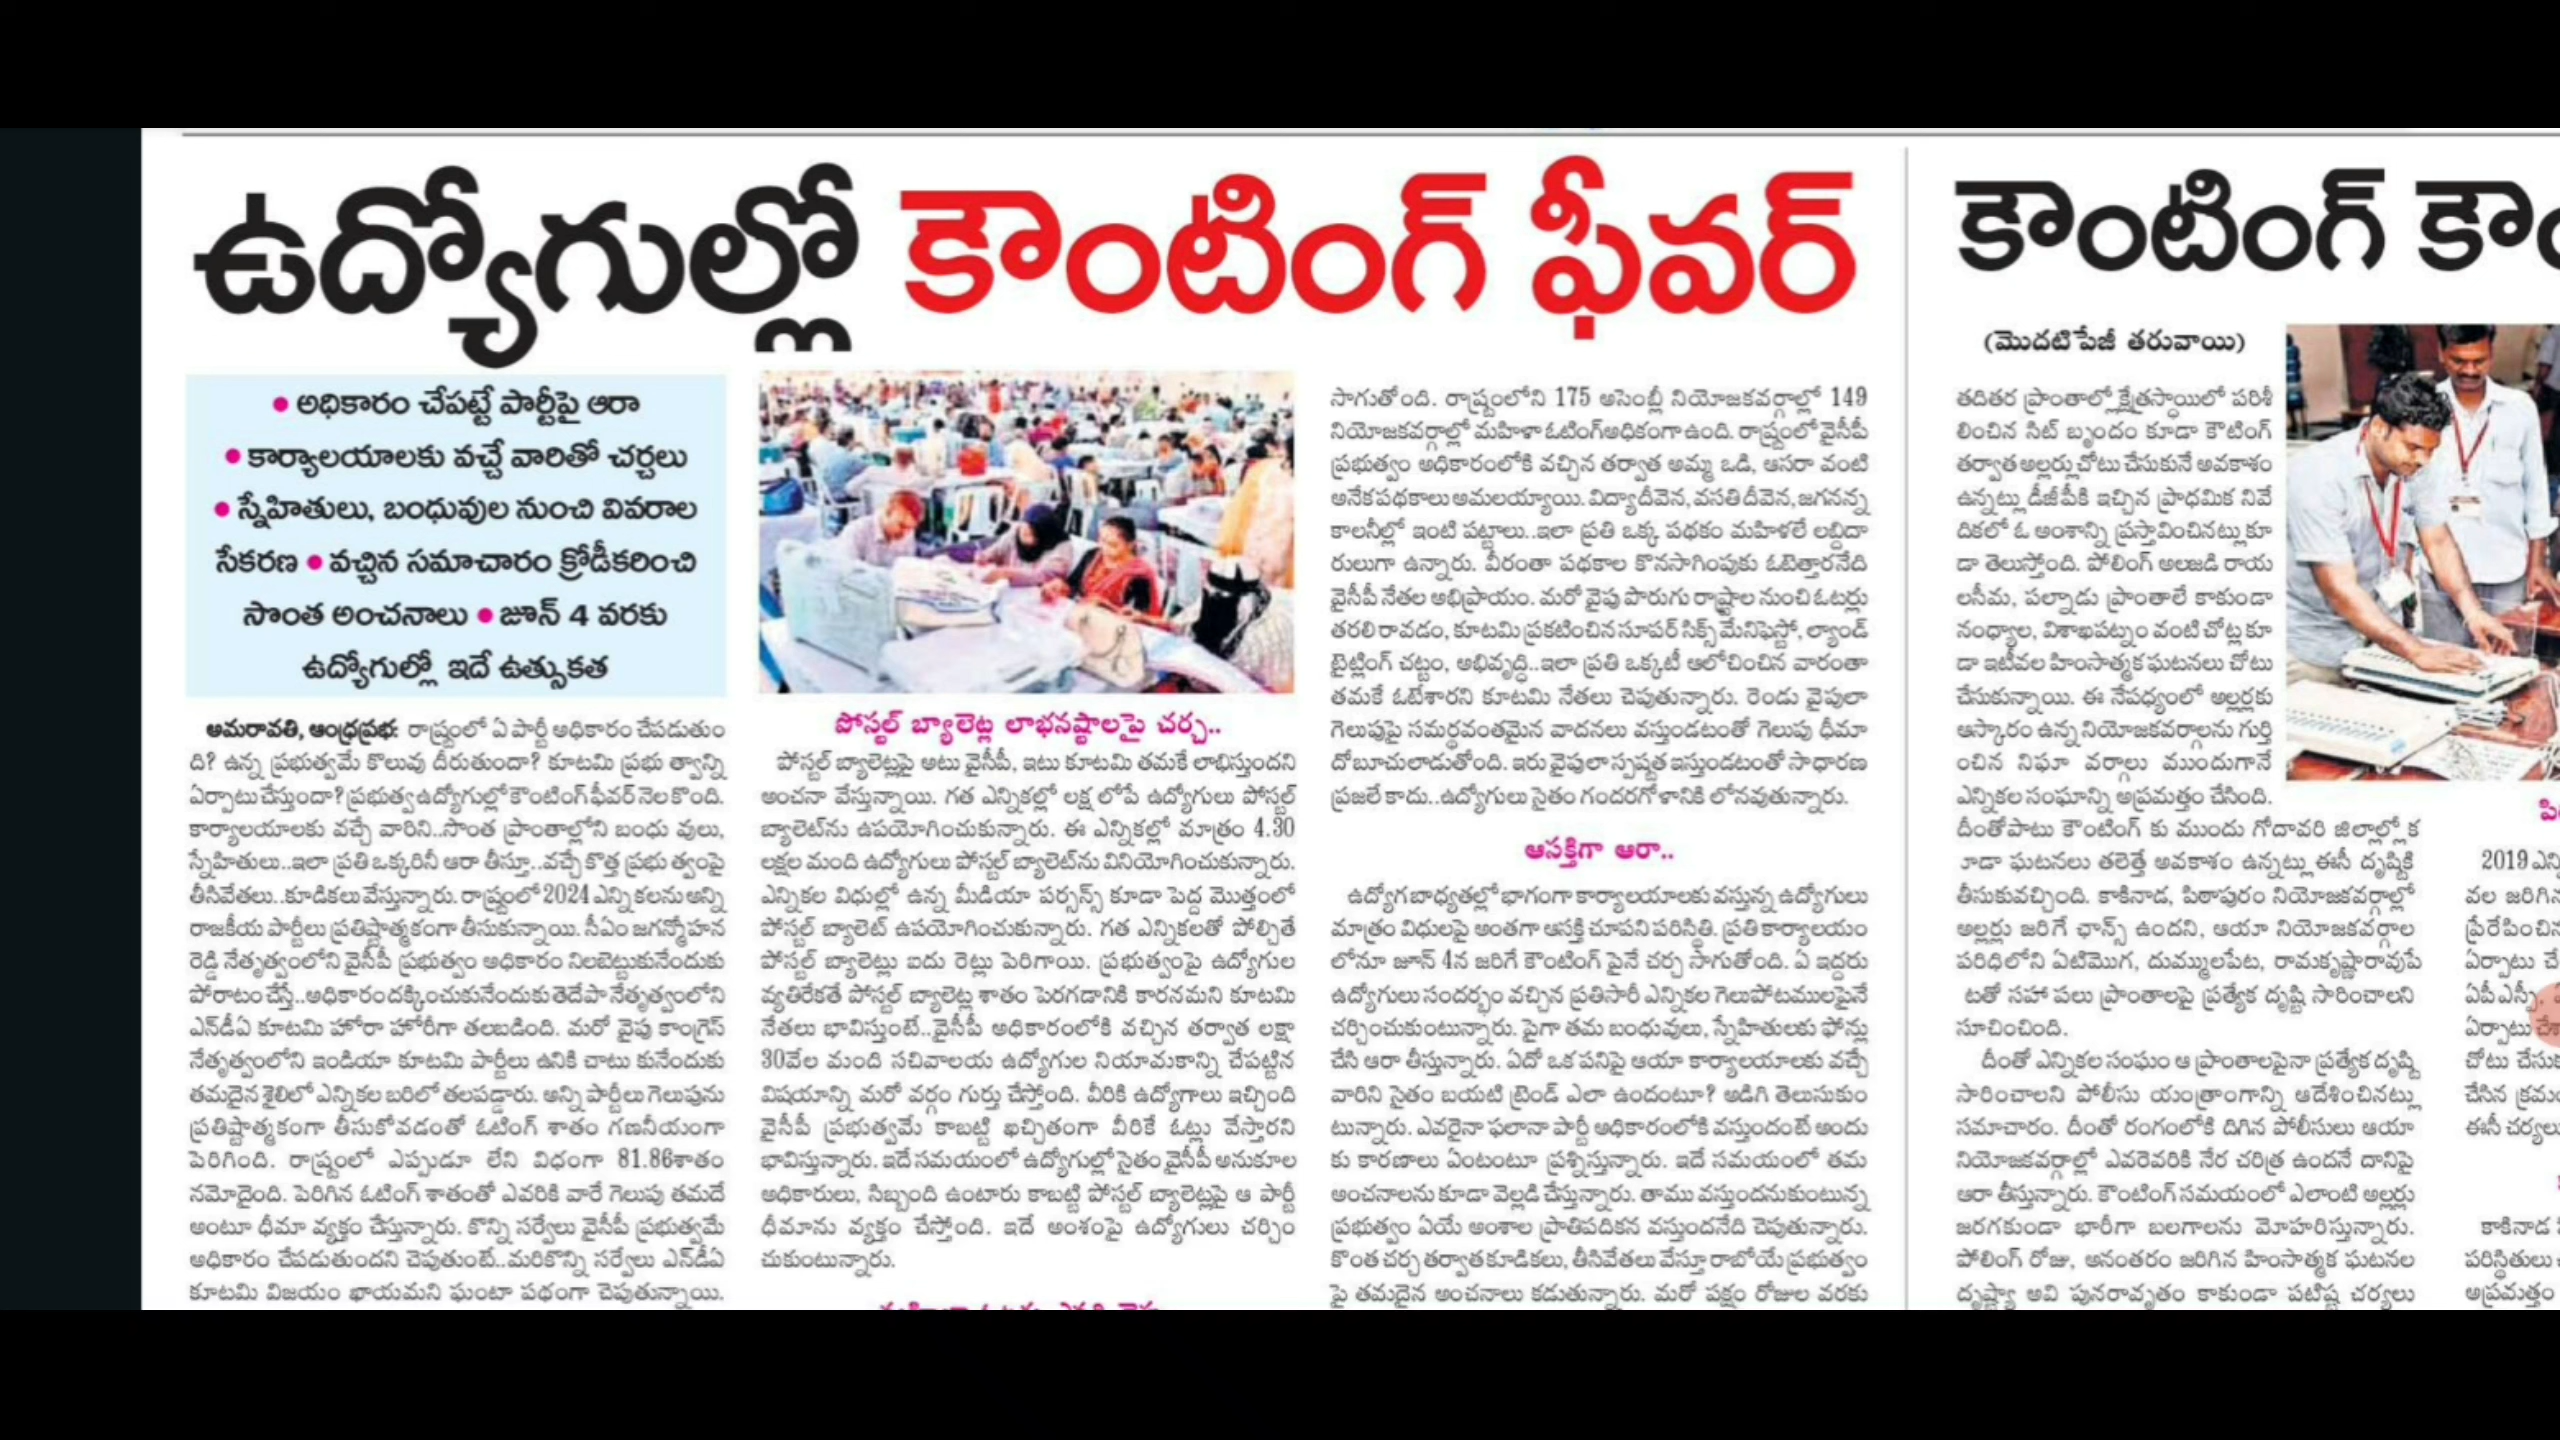 ఉద్యోగుల్లో కౌంటింగ్ ఫీవర్
● అధికారం చేపట్టే పార్టీపై ఆరా
● కార్యాలయాలకు వచ్చే వారితో చర్చలు
● స్నేహితులు, బంధువుల నుంచి వివరాల
సేకరణ ● వచ్చిన సమాచారం క్రోడీకరించి
సొంత అంచనాలు ● జూన్ 4 వరకు
ఉద్యోగుల్లో ఇదే ఉత్సుకత
అమరావతి, ఆంధ్రప్రభ: రాష్ట్రంలో ఏ పార్టీ అధికారం చేపడుతుం
ది? ఉన్న ప్రభుత్వమే కొలువు దీరుతుందా? కూటమి ప్రభు త్వాన్ని
ఏర్పాటు చేస్తుందా? ప్రభుత్వ ఉద్యోగుల్లో కౌంటింగ్ ఫీవర్ నెల కొంది.
కార్యాలయాలకు వచ్చే వారిని..సొంత ప్రాంతాల్లోని బంధు వులు,
స్నేహితులు..ఇలా ప్రతి ఒక్కరినీ ఆరా తీస్తూ..వచ్చే కొత్త ప్రభు త్వంపై
తీసివేతలు..కూడికలు వేస్తున్నారు. రాష్ట్రంలో 2024 ఎన్ని కలను అన్ని
రాజకీయ పార్టీలు ప్రతిష్టాత్మకంగా తీసుకున్నాయి. సీఎం జగన్మోహన
రెడ్డి నేతృత్వంలోని వైసీపీ ప్రభుత్వం అధికారం నిలబెట్టుకునేందుకు
పోరాటం చేస్తే..అధికారం దక్కించుకునేందుకు తెదేపా నేతృత్వంలోని
ఎన్‌డీఏ కూటమి హోరా హోరీగా తలబడింది. మరో వైపు కాంగ్రెస్
నేతృత్వంలోని ఇండియా కూటమి పార్టీలు ఉనికి చాటు కునేందుకు
తమదైన శైలిలో ఎన్నికల బరిలో తలపడ్డారు. అన్ని పార్టీలు గెలుపును
ప్రతిష్టాత్మకంగా తీసుకోవడంతో ఓటింగ్ శాతం గణనీయంగా
పెరిగింది. రాష్ట్రంలో ఎప్పుడూ లేని విధంగా 81.86శాతం
నమోదైంది. పెరిగిన ఓటింగ్ శాతంతో ఎవరికి వారే గెలుపు తమదే
అంటూ ధీమా వ్యక్తం చేస్తున్నారు. కొన్ని సర్వేలు వైసీపీ ప్రభుత్వమే
అధికారం చేపడుతుందని చెపుతుంటే..మరికొన్ని సర్వేలు ఎన్‌డీఏ
కూటమి విజయం ఖాయమని ఘంటా పథంగా చెపుతున్నాయి.
పోస్టల్ బ్యాలెట్ల లాభనష్టాలపై చర్చ..
పోస్టల్ బ్యాలెట్లపై అటు వైసీపీ, ఇటు కూటమి తమకే లాభిస్తుందని
అంచనా వేస్తున్నాయి. గత ఎన్నికల్లో లక్ష లోపే ఉద్యోగులు పోస్టల్
బ్యాలెట్‌ను ఉపయోగించుకున్నారు. ఈ ఎన్నికల్లో మాత్రం 4.30
లక్షల మంది ఉద్యోగులు పోస్టల్ బ్యాలెట్‌ను వినియోగించుకున్నారు.
ఎన్నికల విధుల్లో ఉన్న మీడియా పర్సన్స్ కూడా పెద్ద మొత్తంలో
పోస్టల్ బ్యాలెట్ ఉపయోగించుకున్నారు. గత ఎన్నికలతో పోల్చితే
పోస్టల్ బ్యాలెట్లు ఐదు రెట్లు పెరిగాయి. ప్రభుత్వంపై ఉద్యోగుల
వ్యతిరేకతే పోస్టల్ బ్యాలెట్ల శాతం పెరగడానికి కారనమని కూటమి
నేతలు భావిస్తుంటే..వైసీపీ అధికారంలోకి వచ్చిన తర్వాత లక్షా
30వేల మంది సచివాలయ ఉద్యోగుల నియామకాన్ని చేపట్టిన
విషయాన్ని మరో వర్గం గుర్తు చేస్తోంది. వీరికి ఉద్యోగాలు ఇచ్చింది
వైసీపీ ప్రభుత్వమే కాబట్టి ఖచ్చితంగా వీరికే ఓట్లు వేస్తారని
భావిస్తున్నారు. ఇదే సమయంలో ఉద్యోగుల్లో సైతం వైసీపీ అనుకూల
అధికారులు, సిబ్బంది ఉంటారు కాబట్టి పోస్టల్ బ్యాలెట్లపై ఆ పార్టీ
ధీమాను వ్యక్తం చేస్తోంది. ఇదే అంశంపై ఉద్యోగులు చర్చిం
చుకుంటున్నారు.
సాగుతోంది. రాష్ట్రంలోని 175 అసెంబ్లీ నియోజకవర్గాల్లో 149
నియోజకవర్గాల్లో మహిళా ఓటింగ్ అధికంగా ఉంది. రాష్ట్రంలో వైసీపీ
ప్రభుత్వం అధికారంలోకి వచ్చిన తర్వాత అమ్మ ఒడి, ఆసరా వంటి
అనేక పథకాలు అమలయ్యాయి. విద్యా దీవెన, వసతి దీవెన, జగనన్న
కాలనీల్లో ఇంటి పట్టాలు..ఇలా ప్రతి ఒక్క పథకం మహిళలే లబ్దిదా
రులుగా ఉన్నారు. వీరంతా పథకాల కొనసాగింపుకు ఓటెత్తారనేది
వైసీపీ నేతల అభిప్రాయం. మరో వైపు పొరుగు రాష్ట్రాల నుంచి ఓటర్లు
తరలి రావడం, కూటమి ప్రకటించిన సూపర్ సిక్స్ మేనిఫెస్టో, ల్యాండ్
టైట్లింగ్ చట్టం, అభివృద్ధి..ఇలా ప్రతి ఒక్కటీ ఆలోచించిన వారంతా
తమకే ఓటేశారని కూటమి నేతలు చెపుతున్నారు. రెండు వైపులా
గెలుపుపై సమర్థవంతమైన వాదనలు వస్తుండటంతో గెలుపు ధీమా
దోబూచులాడుతోంది. ఇరు వైపులా స్పష్టత ఇస్తుండటంతో సాధారణ
ప్రజలే కాదు..ఉద్యోగులు సైతం గందరగోళానికి లోనవుతున్నారు.
ఆసక్తిగా ఆరా..
ఉద్యోగ బాధ్యతల్లో భాగంగా కార్యాలయాలకు వస్తున్న ఉద్యోగులు
మాత్రం విధులపై అంతగా ఆసక్తి చూపని పరిస్థితి. ప్రతి కార్యాలయం
లోనూ జూన్ 4న జరిగే కౌంటింగ్ పైనే చర్చ సాగుతోంది. ఏ ఇద్దరు
ఉద్యోగులు సందర్భం వచ్చిన ప్రతిసారీ ఎన్నికల గెలుపోటములపైనే
చర్చించుకుంటున్నారు. పైగా తమ బంధువులు, స్నేహితులకు ఫోన్లు
చేసి ఆరా తీస్తున్నారు. ఏదో ఒక పనిపై ఆయా కార్యాలయాలకు వచ్చే
వారిని సైతం బయటి ట్రెండ్ ఎలా ఉందంటూ? అడిగి తెలుసుకుం
టున్నారు. ఎవరైనా ఫలానా పార్టీ అధికారంలోకి వస్తుందంటే అందు
కు కారణాలు ఏంటంటూ ప్రశ్నిస్తున్నారు. ఇదే సమయంలో తమ
అంచనాలను కూడా వెల్లడి చేస్తున్నారు. తాము వస్తుందనుకుంటున్న
ప్రభుత్వం ఏయే అంశాల ప్రాతిపదికన వస్తుందనేది చెపుతున్నారు.
కొంత చర్చ తర్వాత కూడికలు, తీసివేతలు వేస్తూ రాబోయే ప్రభుత్వం
పై తమదైన అంచనాలు కడుతున్నారు. మరో పక్షం రోజుల వరకు
కౌంటింగ్
(మొదటిపేజీ తరువాయి)
తదితర ప్రాంతాల్లో క్షేత్రస్థాయిలో పరిశీ
లించిన సిట్ బృందం కూడా కౌటింగ్
తర్వాత అల్లర్లు చోటు చేసుకునే అవకాశం
ఉన్నట్లు డీజీపీకి ఇచ్చిన ప్రాధమిక నివే
దికలో ఓ అంశాన్ని ప్రస్తావించినట్లు కూ
డా తెలుస్తోంది. పోలింగ్ అలజడి రాయ
లసీమ, పల్నాడు ప్రాంతాలే కాకుండా
నంధ్యాల, విశాఖపట్నం వంటి చోట్ల కూ
డా ఇటీవల హింసాత్మక ఘటనలు చోటు
చేసుకున్నాయి. ఈ నేపధ్యంలో అల్లర్లకు
ఆస్కారం ఉన్న నియోజకవర్గాలను గుర్తి
ంచిన నిఘా వర్గాలు ముందుగానే
ఎన్నికల సంఘాన్ని అప్రమత్తం చేసింది.
దీంతోపాటు కౌంటింగ్ కు ముందు గోదావరి జిల్లాల్లో క
ూడా ఘటనలు తలెత్తే అవకాశం ఉన్నట్లు ఈసీ దృష్టికి
తీసుకువచ్చింది. కాకినాడ, పిఠాపురం నియోజకవర్గాల్లో
అల్లర్లు జరిగే ఛాన్స్ ఉందని, ఆయా నియోజకవర్గాల
పరిధిలోని ఏటిమొగ, దుమ్ములపేట, రామకృష్ణారావుపే
టతో సహా పలు ప్రాంతాలపై ప్రత్యేక దృష్టి సారించాలని
సూచించింది.
దీంతో ఎన్నికల సంఘం ఆ ప్రాంతాలపైనా ప్రత్యేక దృష్టి
సారించాలని పోలీసు యంత్రాంగాన్ని ఆదేశించినట్లు
సమాచారం. దీంతో రంగంలోకి దిగిన పోలీసులు ఆయా
నియోజకవర్గాల్లో ఎవరెవరికి నేర చరిత్ర ఉందనే దానిపై
ఆరా తీస్తున్నారు. కౌంటింగ్ సమయంలో ఎలాంటి అల్లర్లు
జరగకుండా భారీగా బలగాలను మోహరిస్తున్నారు.
పోలింగ్ రోజు, అనంతరం జరిగిన హింసాత్మక ఘటనల
దృష్ట్యా అవి పునరావృతం కాకుండా పటిష్ట చర్యలు
2019 ఎన్ని
వల జరిగిన
ప్రేరేపించిన
ఏర్పాటు చే
ఏపీఎస్పీ,
ఏర్పాటు చేశా
చోటు చేసుకు
చేసిన క్రమం
ఈసీ చర్యలు
కాకినాడ
పరిస్థితులు
అప్రమత్తం